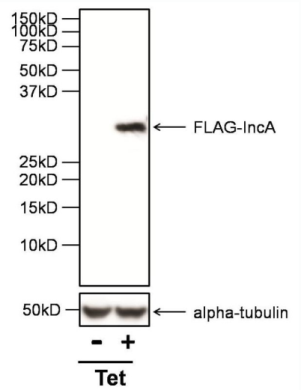 150kD
100kD
75kD
50kD
37kD
FLAG-IncA
25kD
20kD
15kD
10kD
50kD
alpha-tubulin
- +
Tet